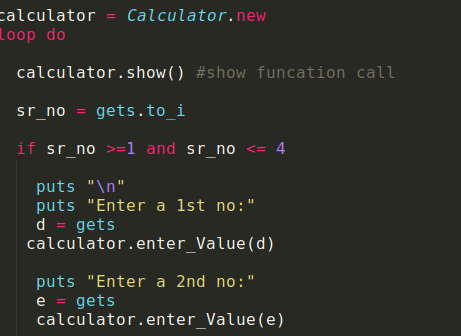 calculator = Calculator.new
loop do
calculator.show() #show funcation call
sr_no = gets.to_i
if sr_no >=1 and sr_no <= 4
puts "\n"
puts "Enter a 1st no:"
d = gets
calculator.enter_Value(d)
puts "Enter a 2nd no:"
e = gets
calculator.enter_Value(e)